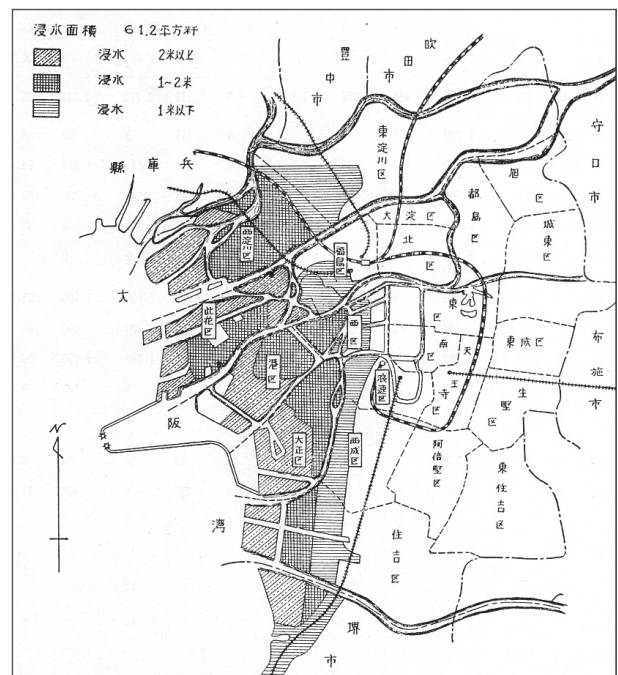 浸水面積 61.2平方粁
浸水 2米以上
浸水 1~2米
浸水 1米以下
兵庫縣
豊中市
吹田市
守口市
布施市
堺市
大阪湾
東淀川区
西淀川区
大淀区
北区
都島区
旭区
城東区
福島区
此花区
西区
港区
東区
南区
天王寺区
東成区
生埜区
浪速区
大正区
西成区
阿倍埜区
東住吉区
住吉区
N